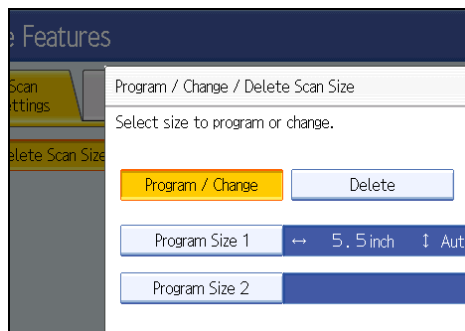 e Features
Scan
ettings
Program / Change / Delete Scan Size
Select size to program or change.
elete Scan Size
Program / Change
Delete
Program Size 1
↔ 5.5 inch ↕ Aut
Program Size 2